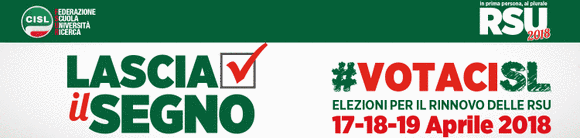 CISL
FEDERAZIONE
SCUOLA
UNIVERSITÀ
RICERCA
in prima persona, al plurale
RSU
2018
LASCIA
il SEGNO
#VOTACISL
ELEZIONI PER IL RINNOVO DELLE RSU
17-18-19 Aprile 2018